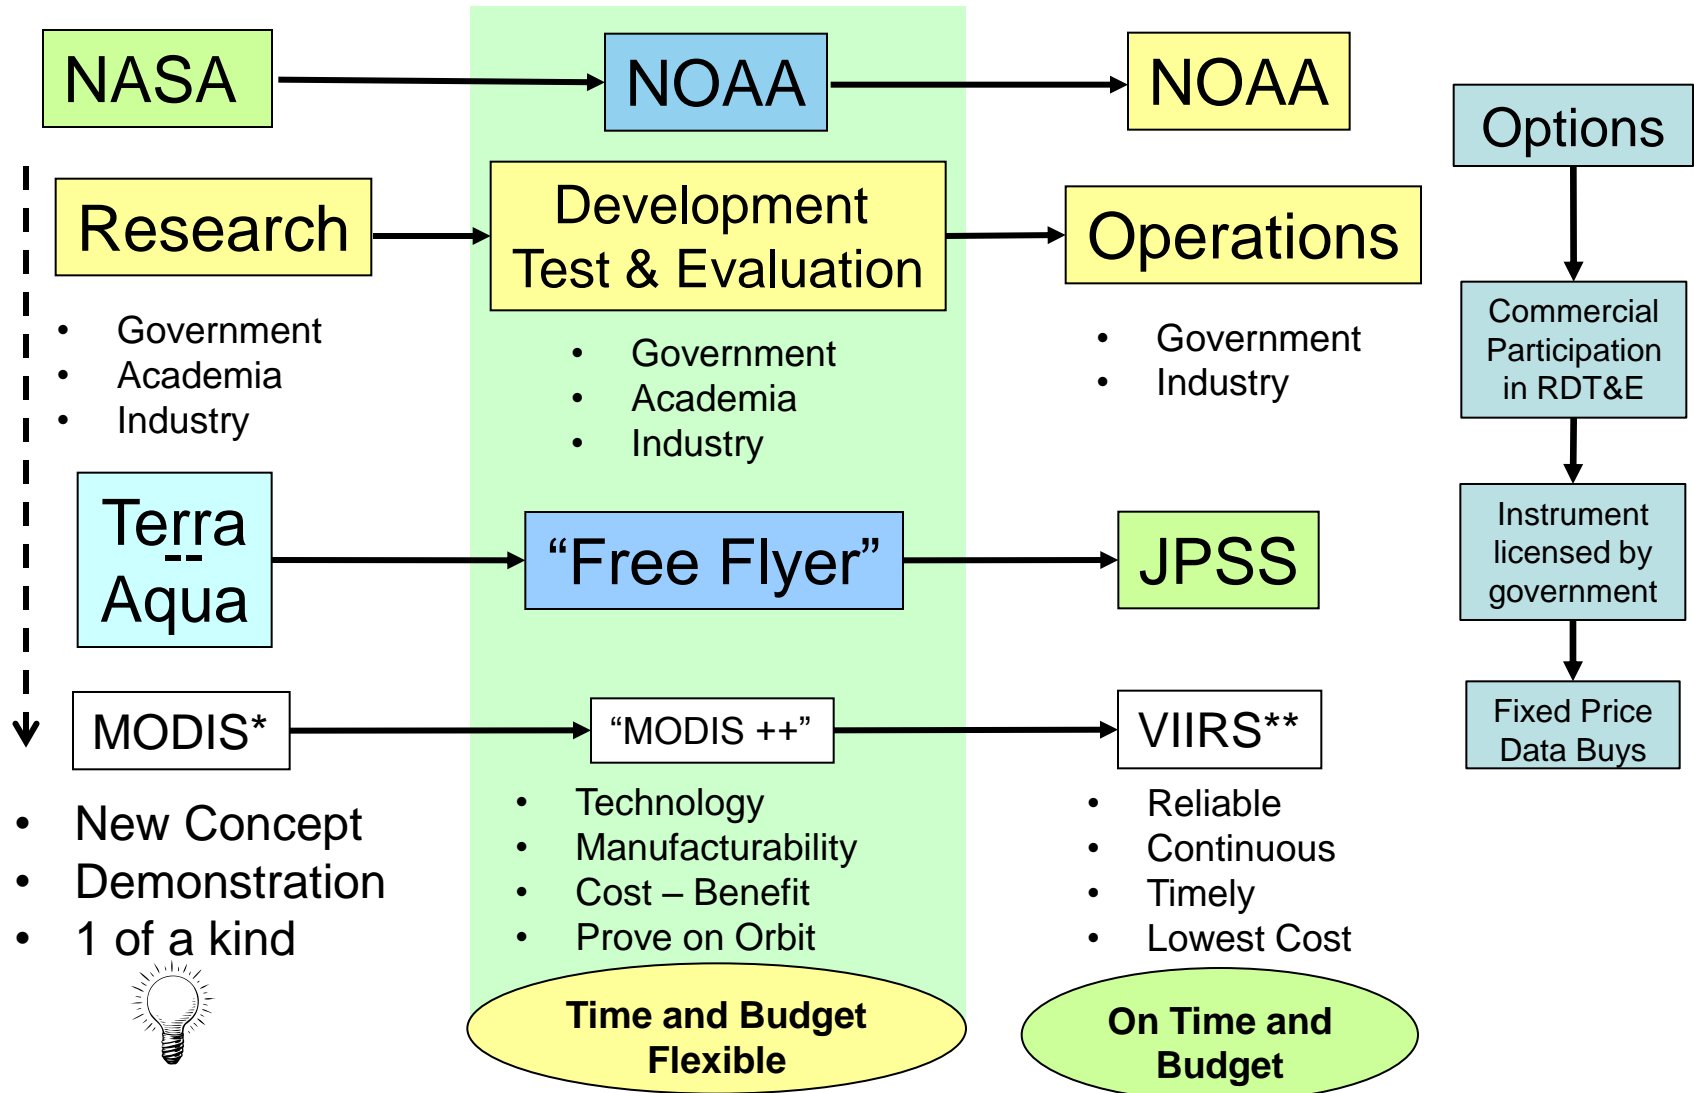 NASA
NOAA
NOAA
Options
Research
Development
Test & Evaluation
Operations
• Government
• Academia
• Industry
• Government
• Academia
• Industry
• Government
• Industry
Commercial
Participation
in RDT&E
Terra
--
Aqua
“Free Flyer”
JPSS
Instrument
licensed by
government
MODIS*
“MODIS ++”
VIIRS**
Fixed Price
Data Buys
• New Concept
• Demonstration
• 1 of a kind
• Technology
• Manufacturability
• Cost – Benefit
• Prove on Orbit
• Reliable
• Continuous
• Timely
• Lowest Cost
Time and Budget
Flexible
On Time and
Budget